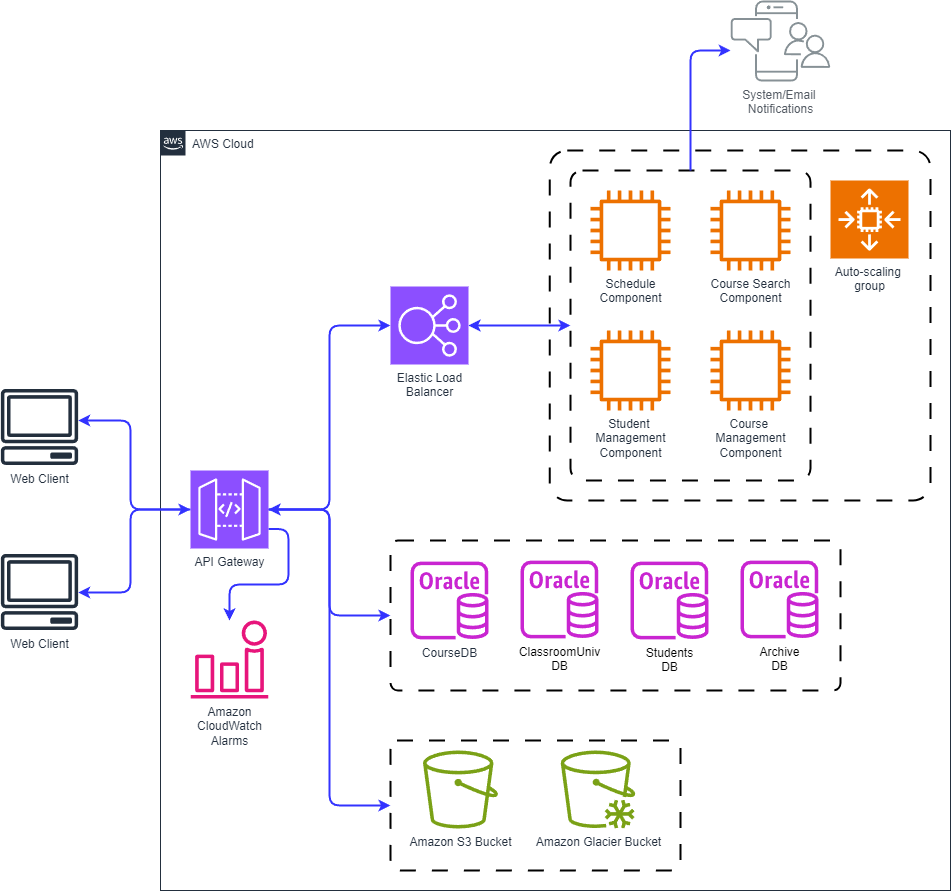 System/Email
Notifications
aws
AWS Cloud
Schedule
Component
Course Search
Component
Auto-scaling
group
Elastic Load
Balancer
Student
Management
Component
Course
Management
Component
Web Client
</>
API Gateway
Web Client
Oracle
CourseDB
Oracle
ClassroomUniv
DB
Oracle
Students
DB
Oracle
Archive
DB
Amazon
CloudWatch
Alarms
Amazon S3 Bucket
Amazon Glacier Bucket